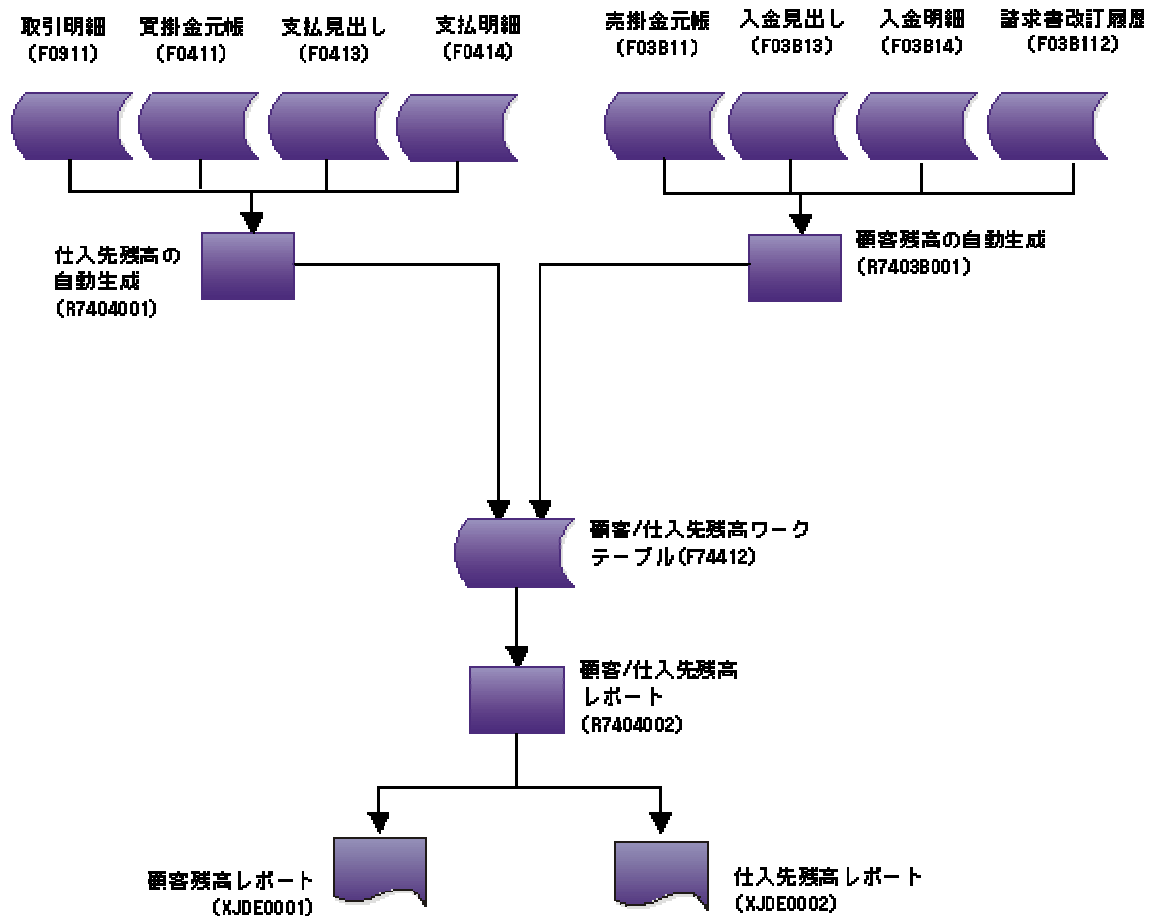 取引明細
(F0911)
買掛金元帳
(F0411)
支払見出し
(F0413)
支払明細
(F0414)
売掛金元帳
(F03B11)
入金見出し
(F03B13)
入金明細
(F03B14)
請求書改訂履歴
(F03B112)
仕入先残高の
自動生成
(R7404001)
顧客残高の自動生成
(R7403B001)
顧客/仕入先残高ワーク
テーブル(F74412)
顧客/仕入先残高
レポート
(R7404002)
顧客残高レポート
(XJDE0001)
仕入先残高レポート
(XJDE0002)